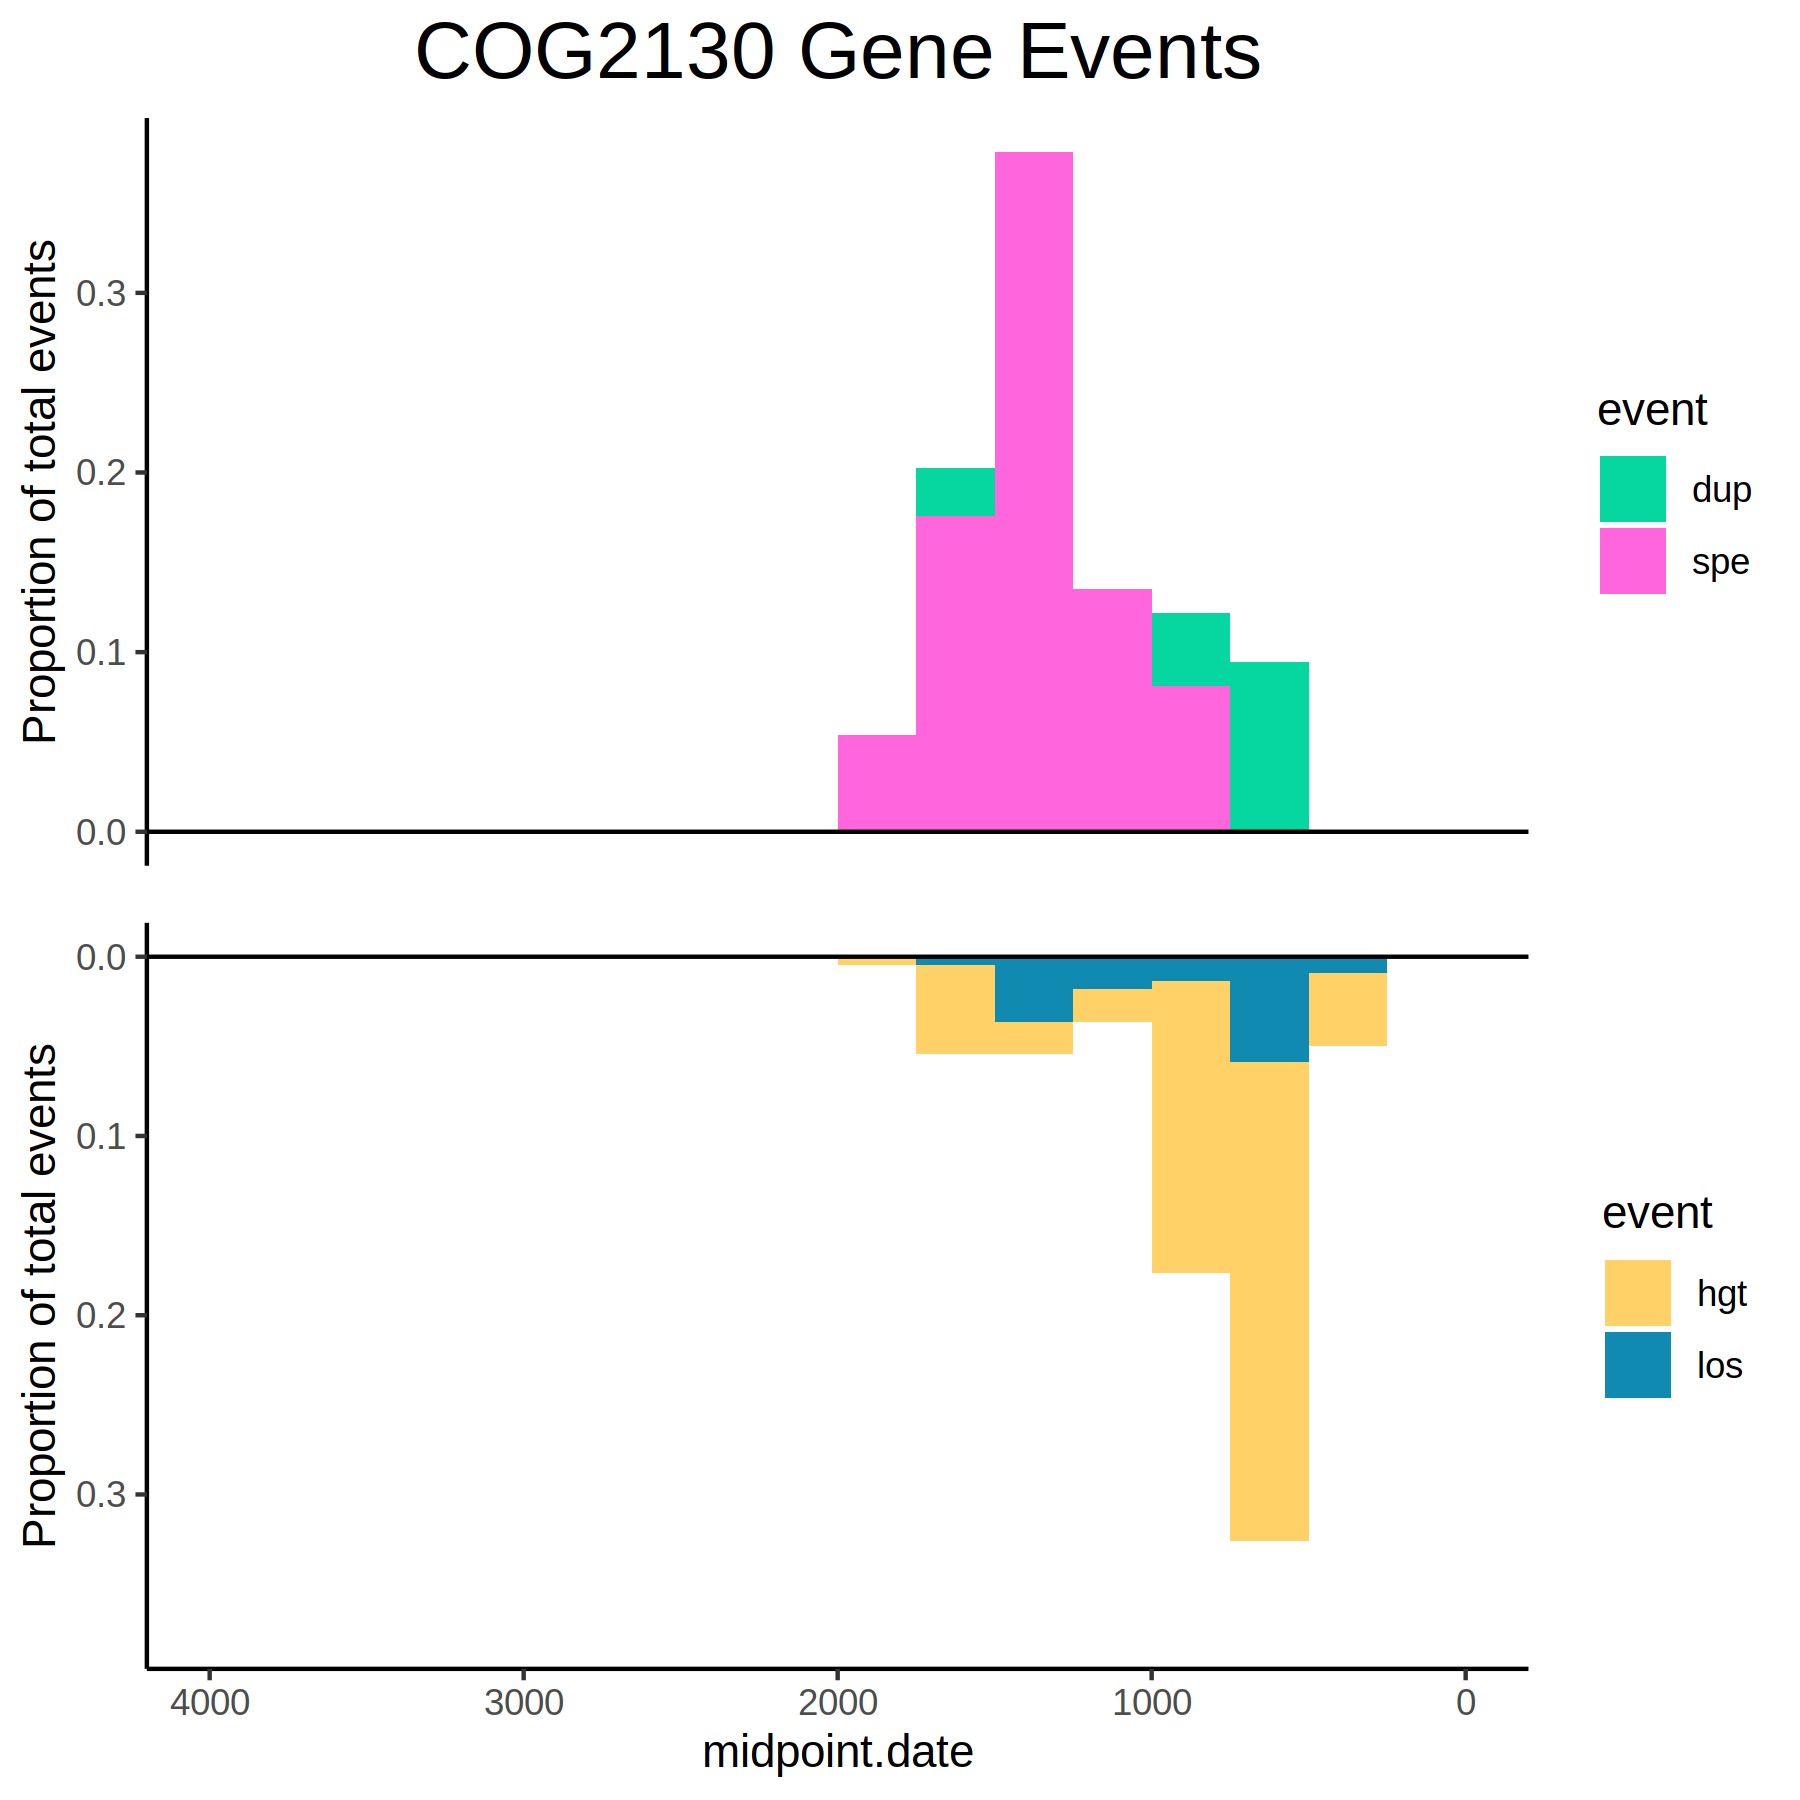 COG2130 Gene Events
Proportion of total events
0.3
0.2
0.1
0.0
event
dup
spe
Proportion of total events
0.0
0.1
0.2
0.3
event
hgt
los
4000 3000 2000 1000 0
midpoint.date